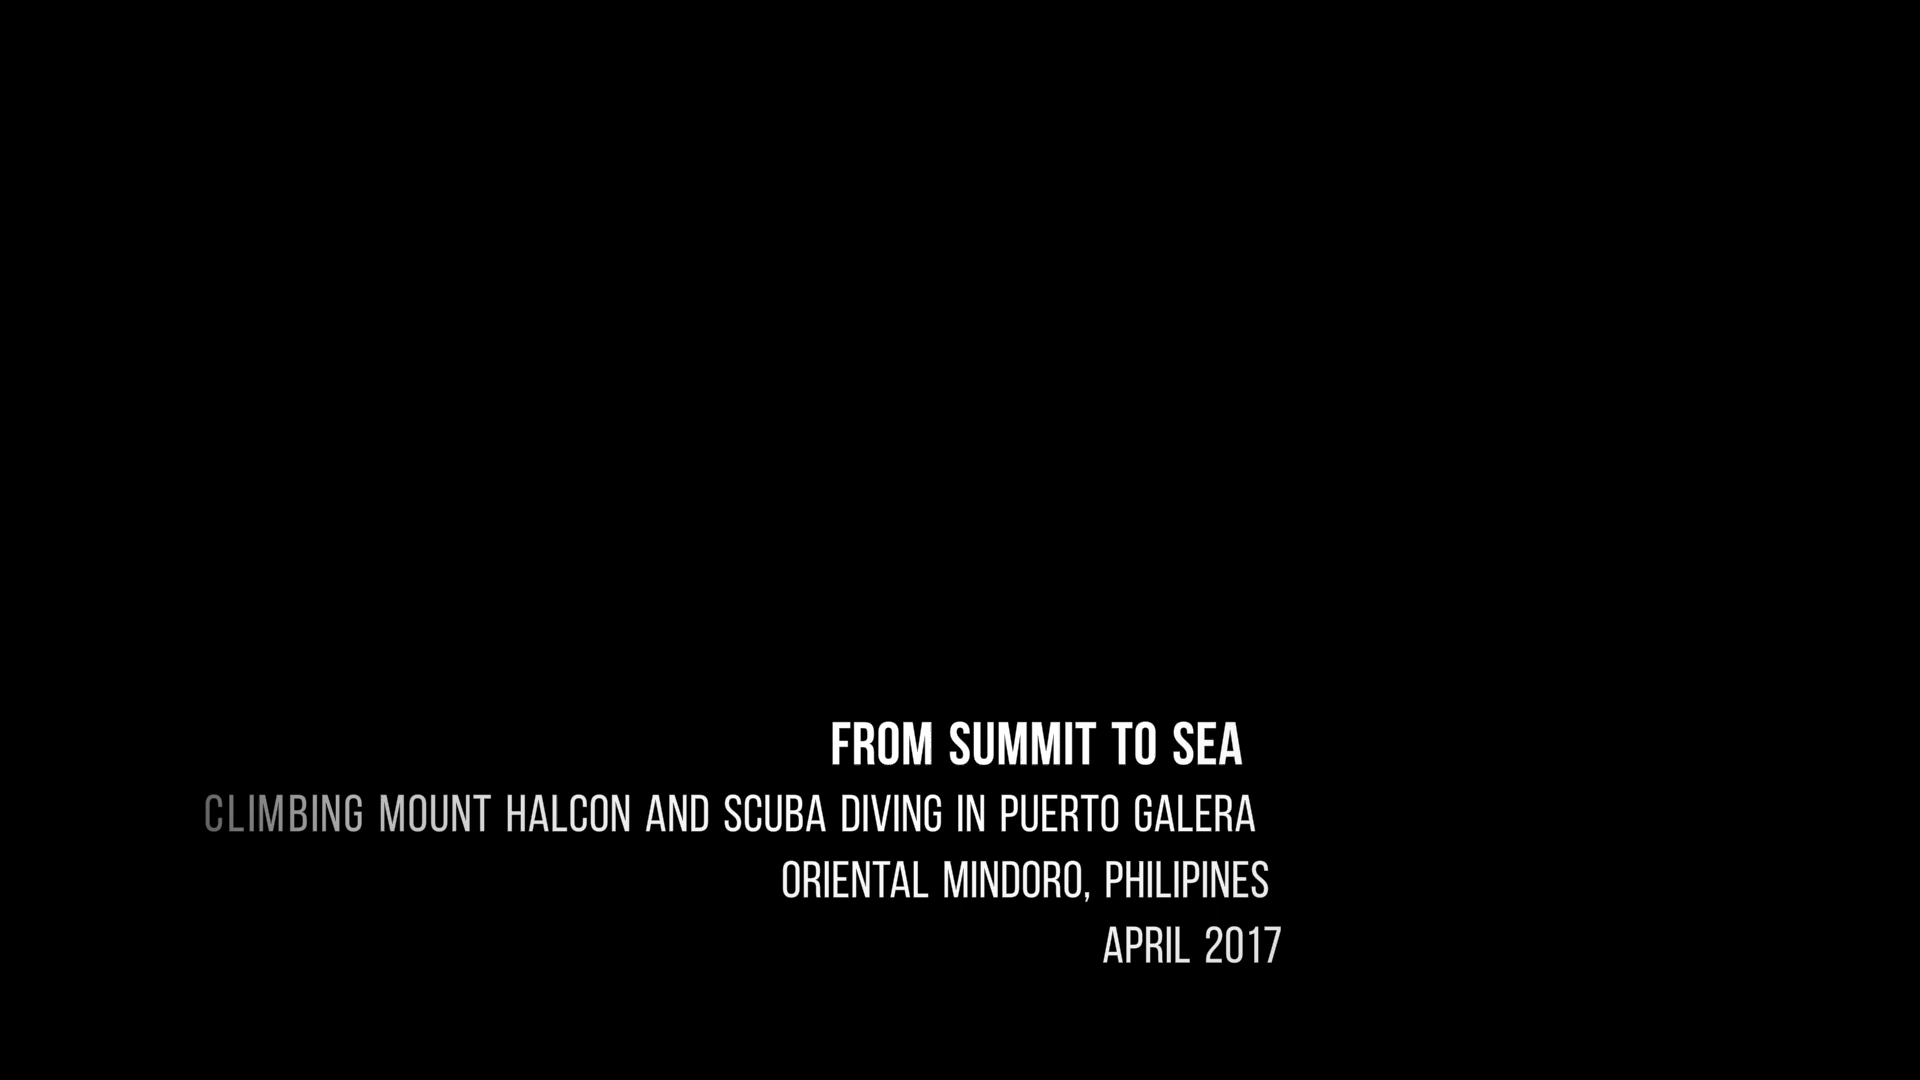 FROM SUMMIT TO SEA
CLIMBING MOUNT HALCON AND SCUBA DIVING IN PUERTO GALERA
ORIENTAL MINDORO, PHILIPINES
APRIL 2017